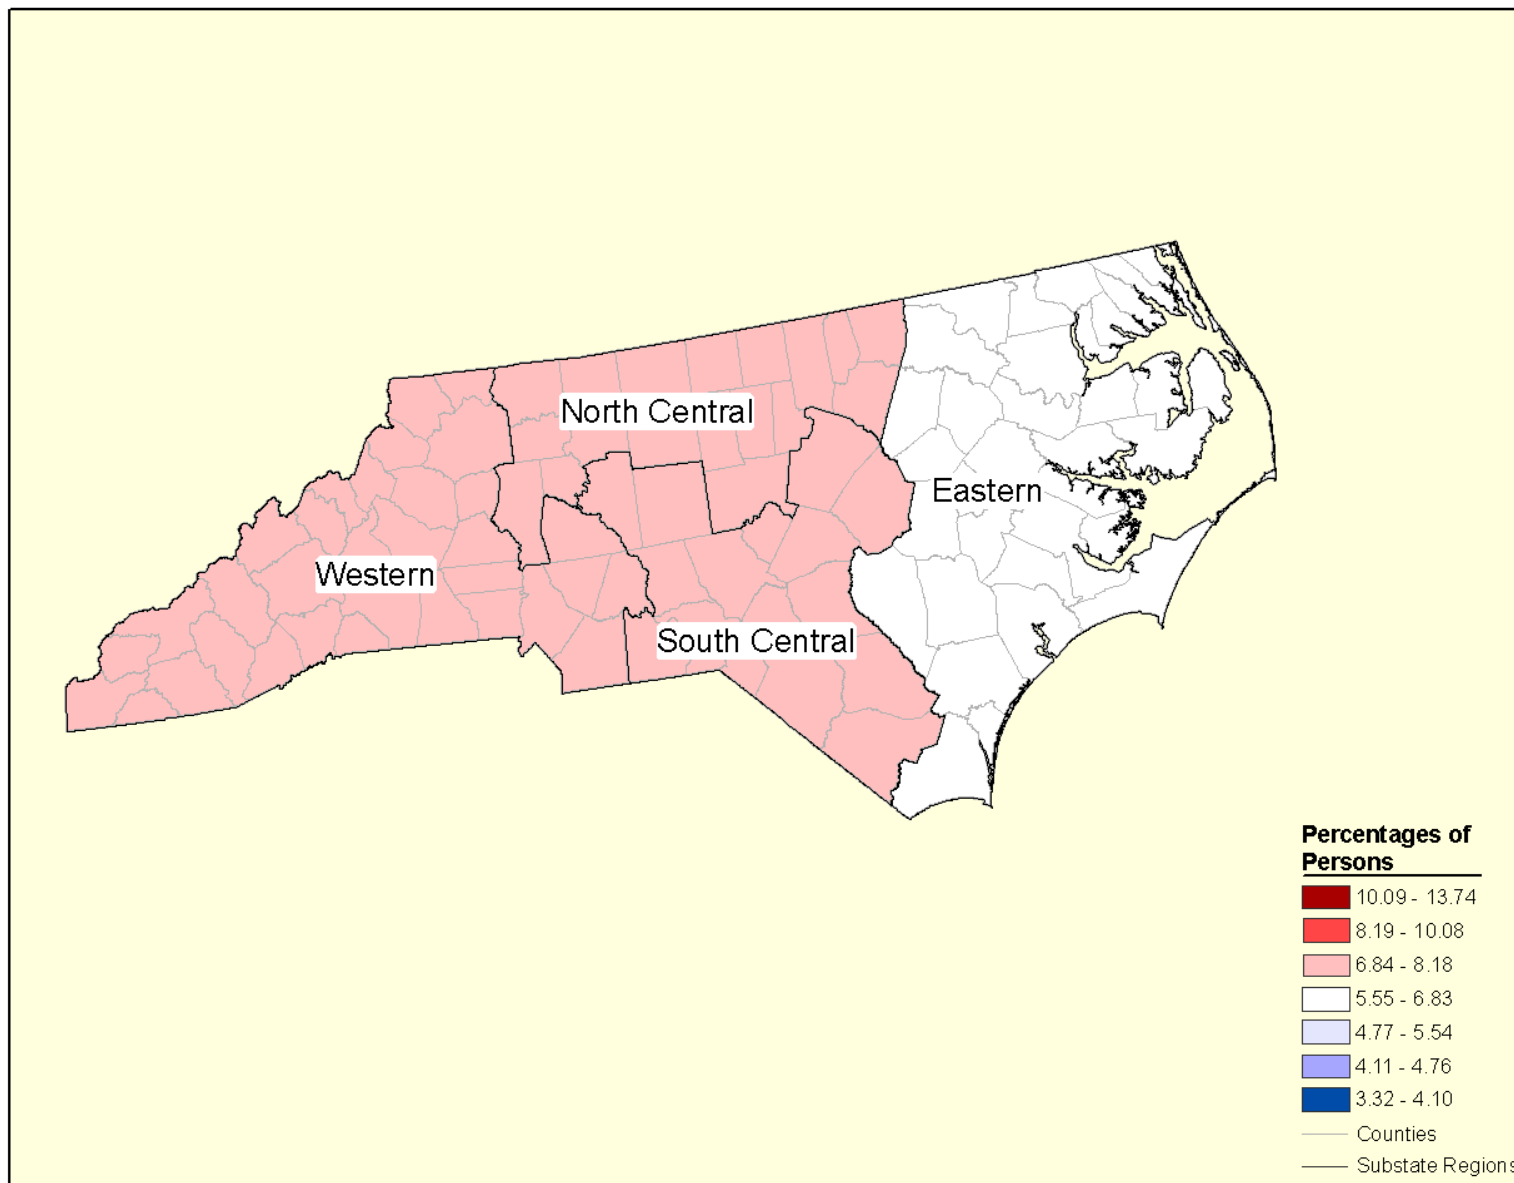 North Central
Eastern
Western
South Central
Percentages of
Persons
10.09 - 13.74
8.19 - 10.08
6.84 - 8.18
5.55 - 6.83
4.77 - 5.54
4.11 - 4.76
3.32 - 4.10
Counties
Substate Regions